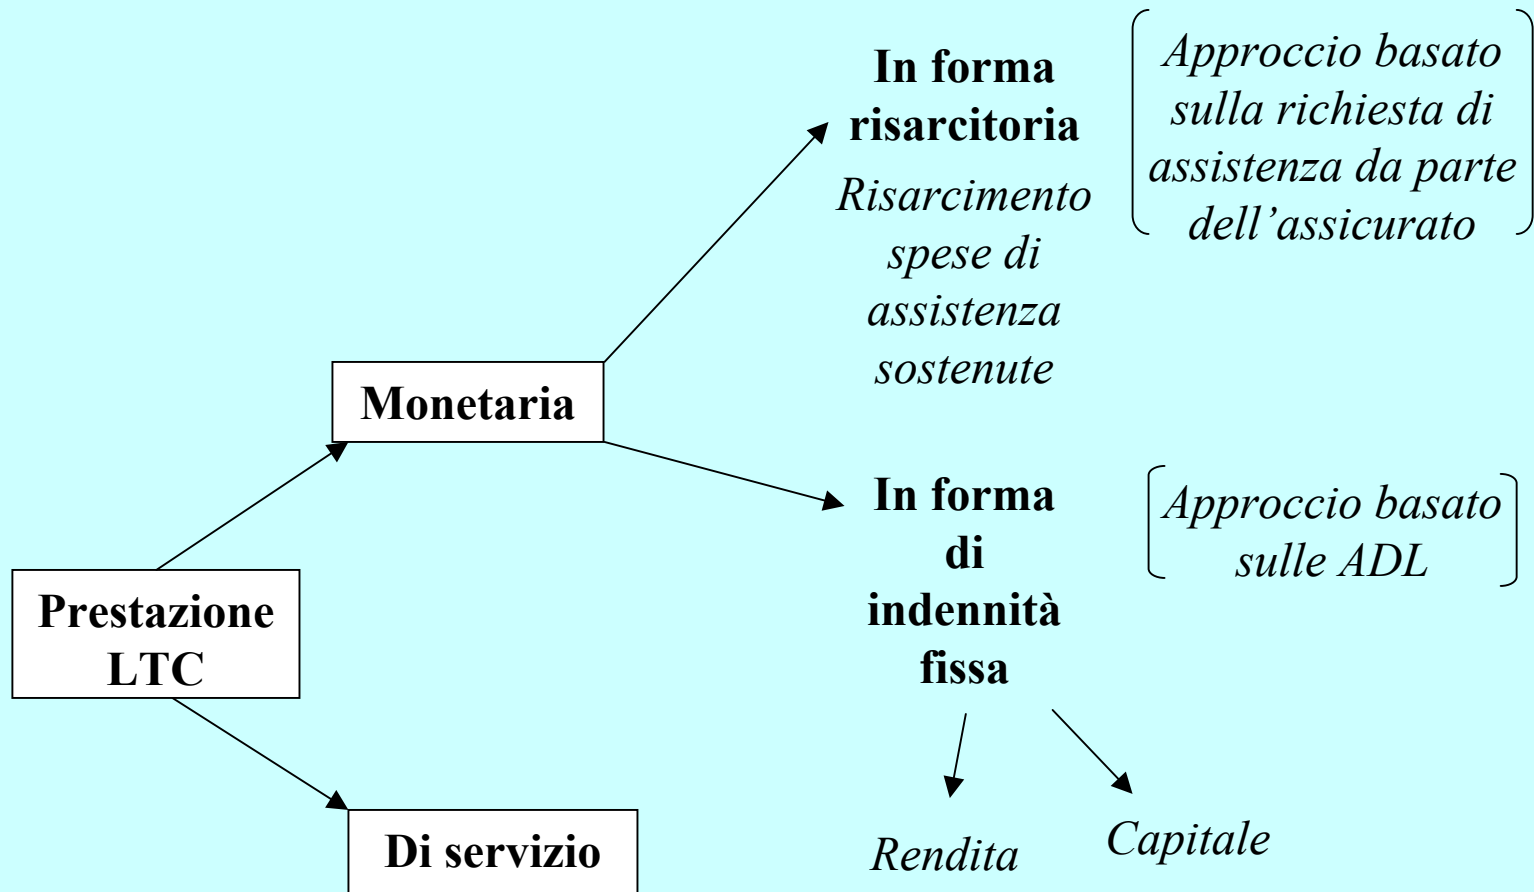 In forma
risarcitoria
Risarcimento
spese di
assistenza
sostenute
Approccio basato
sulla richiesta di
assistenza da parte
dell’assicurato
Monetaria
In forma
di
indennità
fissa
Approccio basato
sulle ADL
Prestazione
LTC
Di servizio
Rendita
Capitale